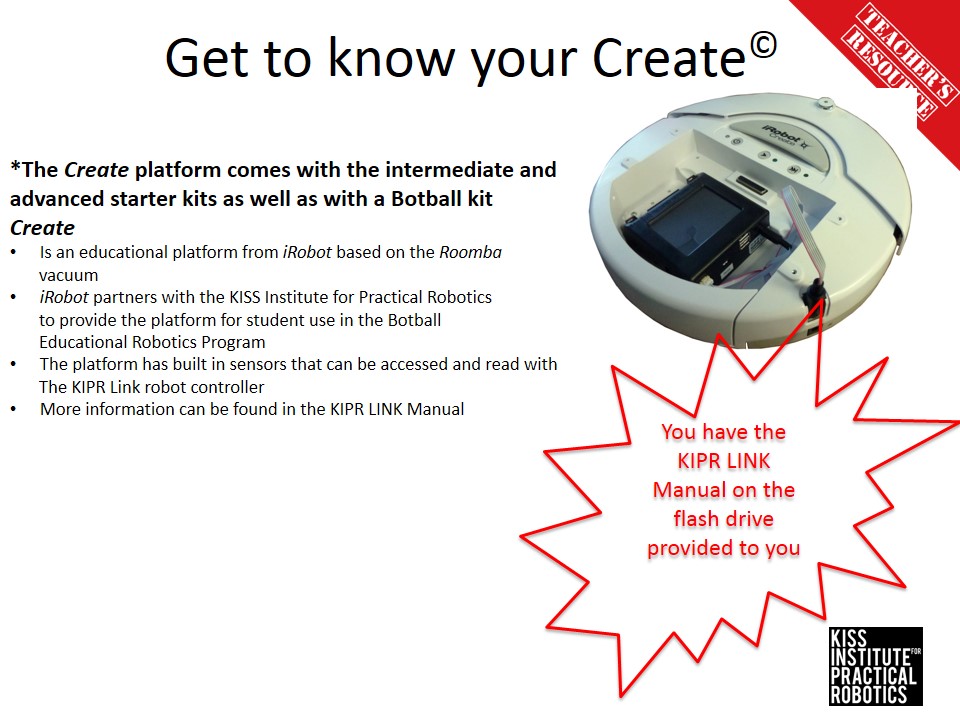 Get to know your Create©
TEACHER'S
RESOURCE
*The Create platform comes with the intermediate and
advanced starter kits as well as with a Botball kit
Create
• Is an educational platform from iRobot based on the Roomba
vacuum
• iRobot partners with the KISS Institute for Practical Robotics
to provide the platform for student use in the Botball
Educational Robotics Program
• The platform has built in sensors that can be accessed and read with
The KIPR Link robot controller
• More information can be found in the KIPR LINK Manual
iRobot
Create
You have the
KIPR LINK
Manual on the
flash drive
provided to you
KISS
INSTITUTE FOR
PRACTICAL
ROBOTICS